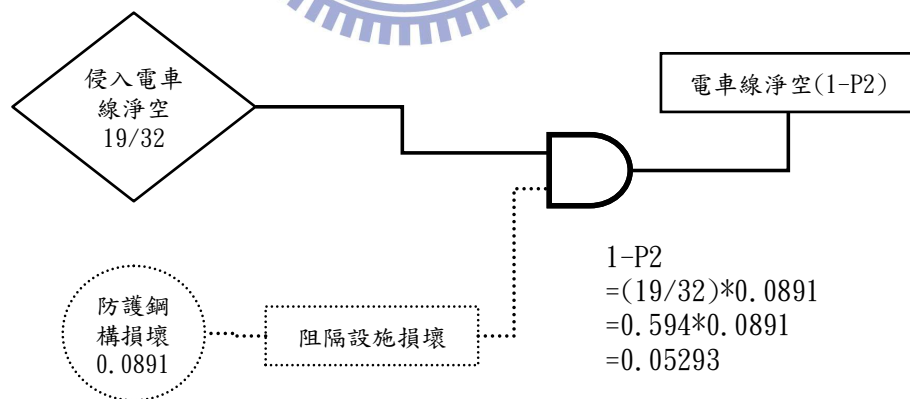 侵入電車
線淨空
19/32
電車線淨空(1-P2)
防護鋼
構損壞
0.0891
阻隔設施損壞
1-P2
=(19/32)*0.0891
=0.594*0.0891
=0.05293